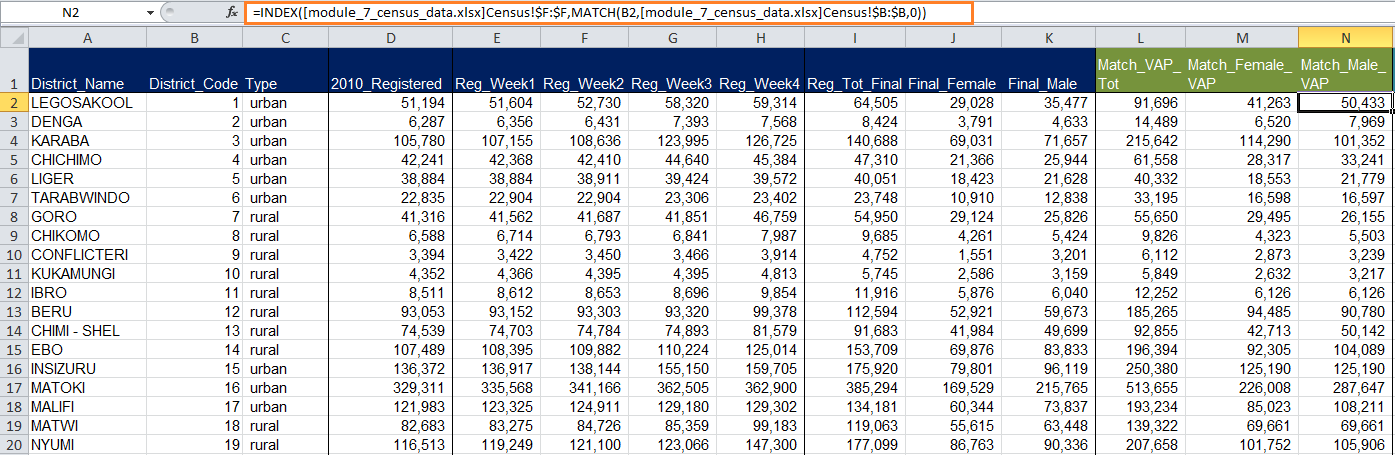 N2 fx =INDEX([module_7_census_data.xlsx]Census!$F:$F,MATCH(B2,[module_7_census_data.xlsx]Census!$B:$B,0))
A B C D E F G H I J K L M N
1 District_Name District_Code Type 2010_Registered Reg_Week1 Reg_Week2 Reg_Week3 Reg_Week4 Reg_Tot_Final Final_Female Final_Male Match_VAP_Tot Match_Female_VAP Match_Male_VAP
2 LEGOSAKOOL 1 urban 51,194 51,604 52,730 58,320 59,314 64,505 29,028 35,477 91,696 41,263 50,433
3 DENGA 2 urban 6,287 6,356 6,431 7,393 7,568 8,424 3,791 4,633 14,489 6,520 7,969
4 KARABA 3 urban 105,780 107,155 108,636 123,995 126,725 140,688 69,031 71,657 215,642 114,290 101,352
5 CHICHIMO 4 urban 42,241 42,368 42,410 44,640 45,384 47,310 21,366 25,944 61,558 28,317 33,241
6 LIGER 5 urban 38,884 38,884 38,911 39,424 39,572 40,051 18,423 21,628 40,332 18,553 21,779
7 TARABWINDO 6 urban 22,835 22,904 22,904 23,306 23,402 23,748 10,910 12,838 33,195 16,598 16,597
8 GORO 7 rural 41,316 41,562 41,687 41,851 46,759 54,950 29,124 25,826 55,650 29,495 26,155
9 CHIKOMO 8 rural 6,588 6,714 6,793 6,841 7,987 9,685 4,261 5,424 9,826 4,323 5,503
10 CONFLICTERI 9 rural 3,394 3,422 3,450 3,466 3,914 4,752 1,551 3,201 6,112 2,873 3,239
11 KUKAMUNGI 10 rural 4,352 4,366 4,395 4,395 4,813 5,745 2,586 3,159 5,849 2,632 3,217
12 IBRO 11 rural 8,511 8,612 8,653 8,696 9,854 11,916 5,876 6,040 12,252 6,126 6,126
13 BERU 12 rural 93,053 93,152 93,303 93,320 99,378 112,594 52,921 59,673 185,265 94,485 90,780
14 CHIMI - SHEL 13 rural 74,539 74,703 74,784 74,893 81,579 91,683 41,984 49,699 92,855 42,713 50,142
15 EBO 14 rural 107,489 108,395 109,882 110,224 125,014 153,709 69,876 83,833 196,394 92,305 104,089
16 INSIZURU 15 urban 136,372 136,917 138,144 155,150 159,705 175,920 79,801 96,119 250,380 125,190 125,190
17 MATOKI 16 urban 329,311 335,568 341,166 362,505 362,900 385,294 169,529 215,765 513,655 226,008 287,647
18 MALIFI 17 urban 121,983 123,325 124,911 129,180 129,302 134,181 60,344 73,837 193,234 85,023 108,211
19 MATWI 18 rural 82,683 83,275 84,726 85,359 99,183 119,063 55,615 63,448 139,322 69,661 69,661
20 NYUMI 19 rural 116,513 119,249 121,100 123,066 147,300 177,099 86,763 90,336 207,658 101,752 105,906